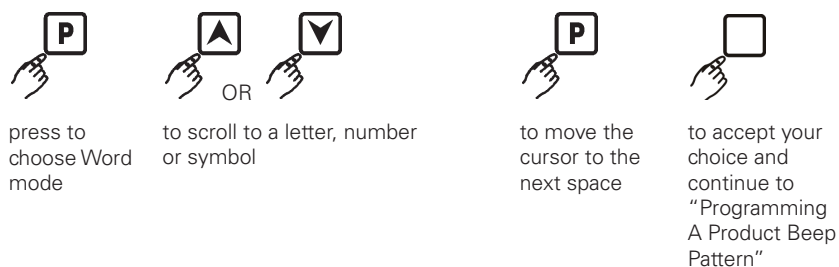 P
OR
P
press to
choose Word
mode
to scroll to a letter, number
or symbol
to move the
cursor to the
next space
to accept your
choice and
continue to
“Programming
A Product Beep
Pattern”